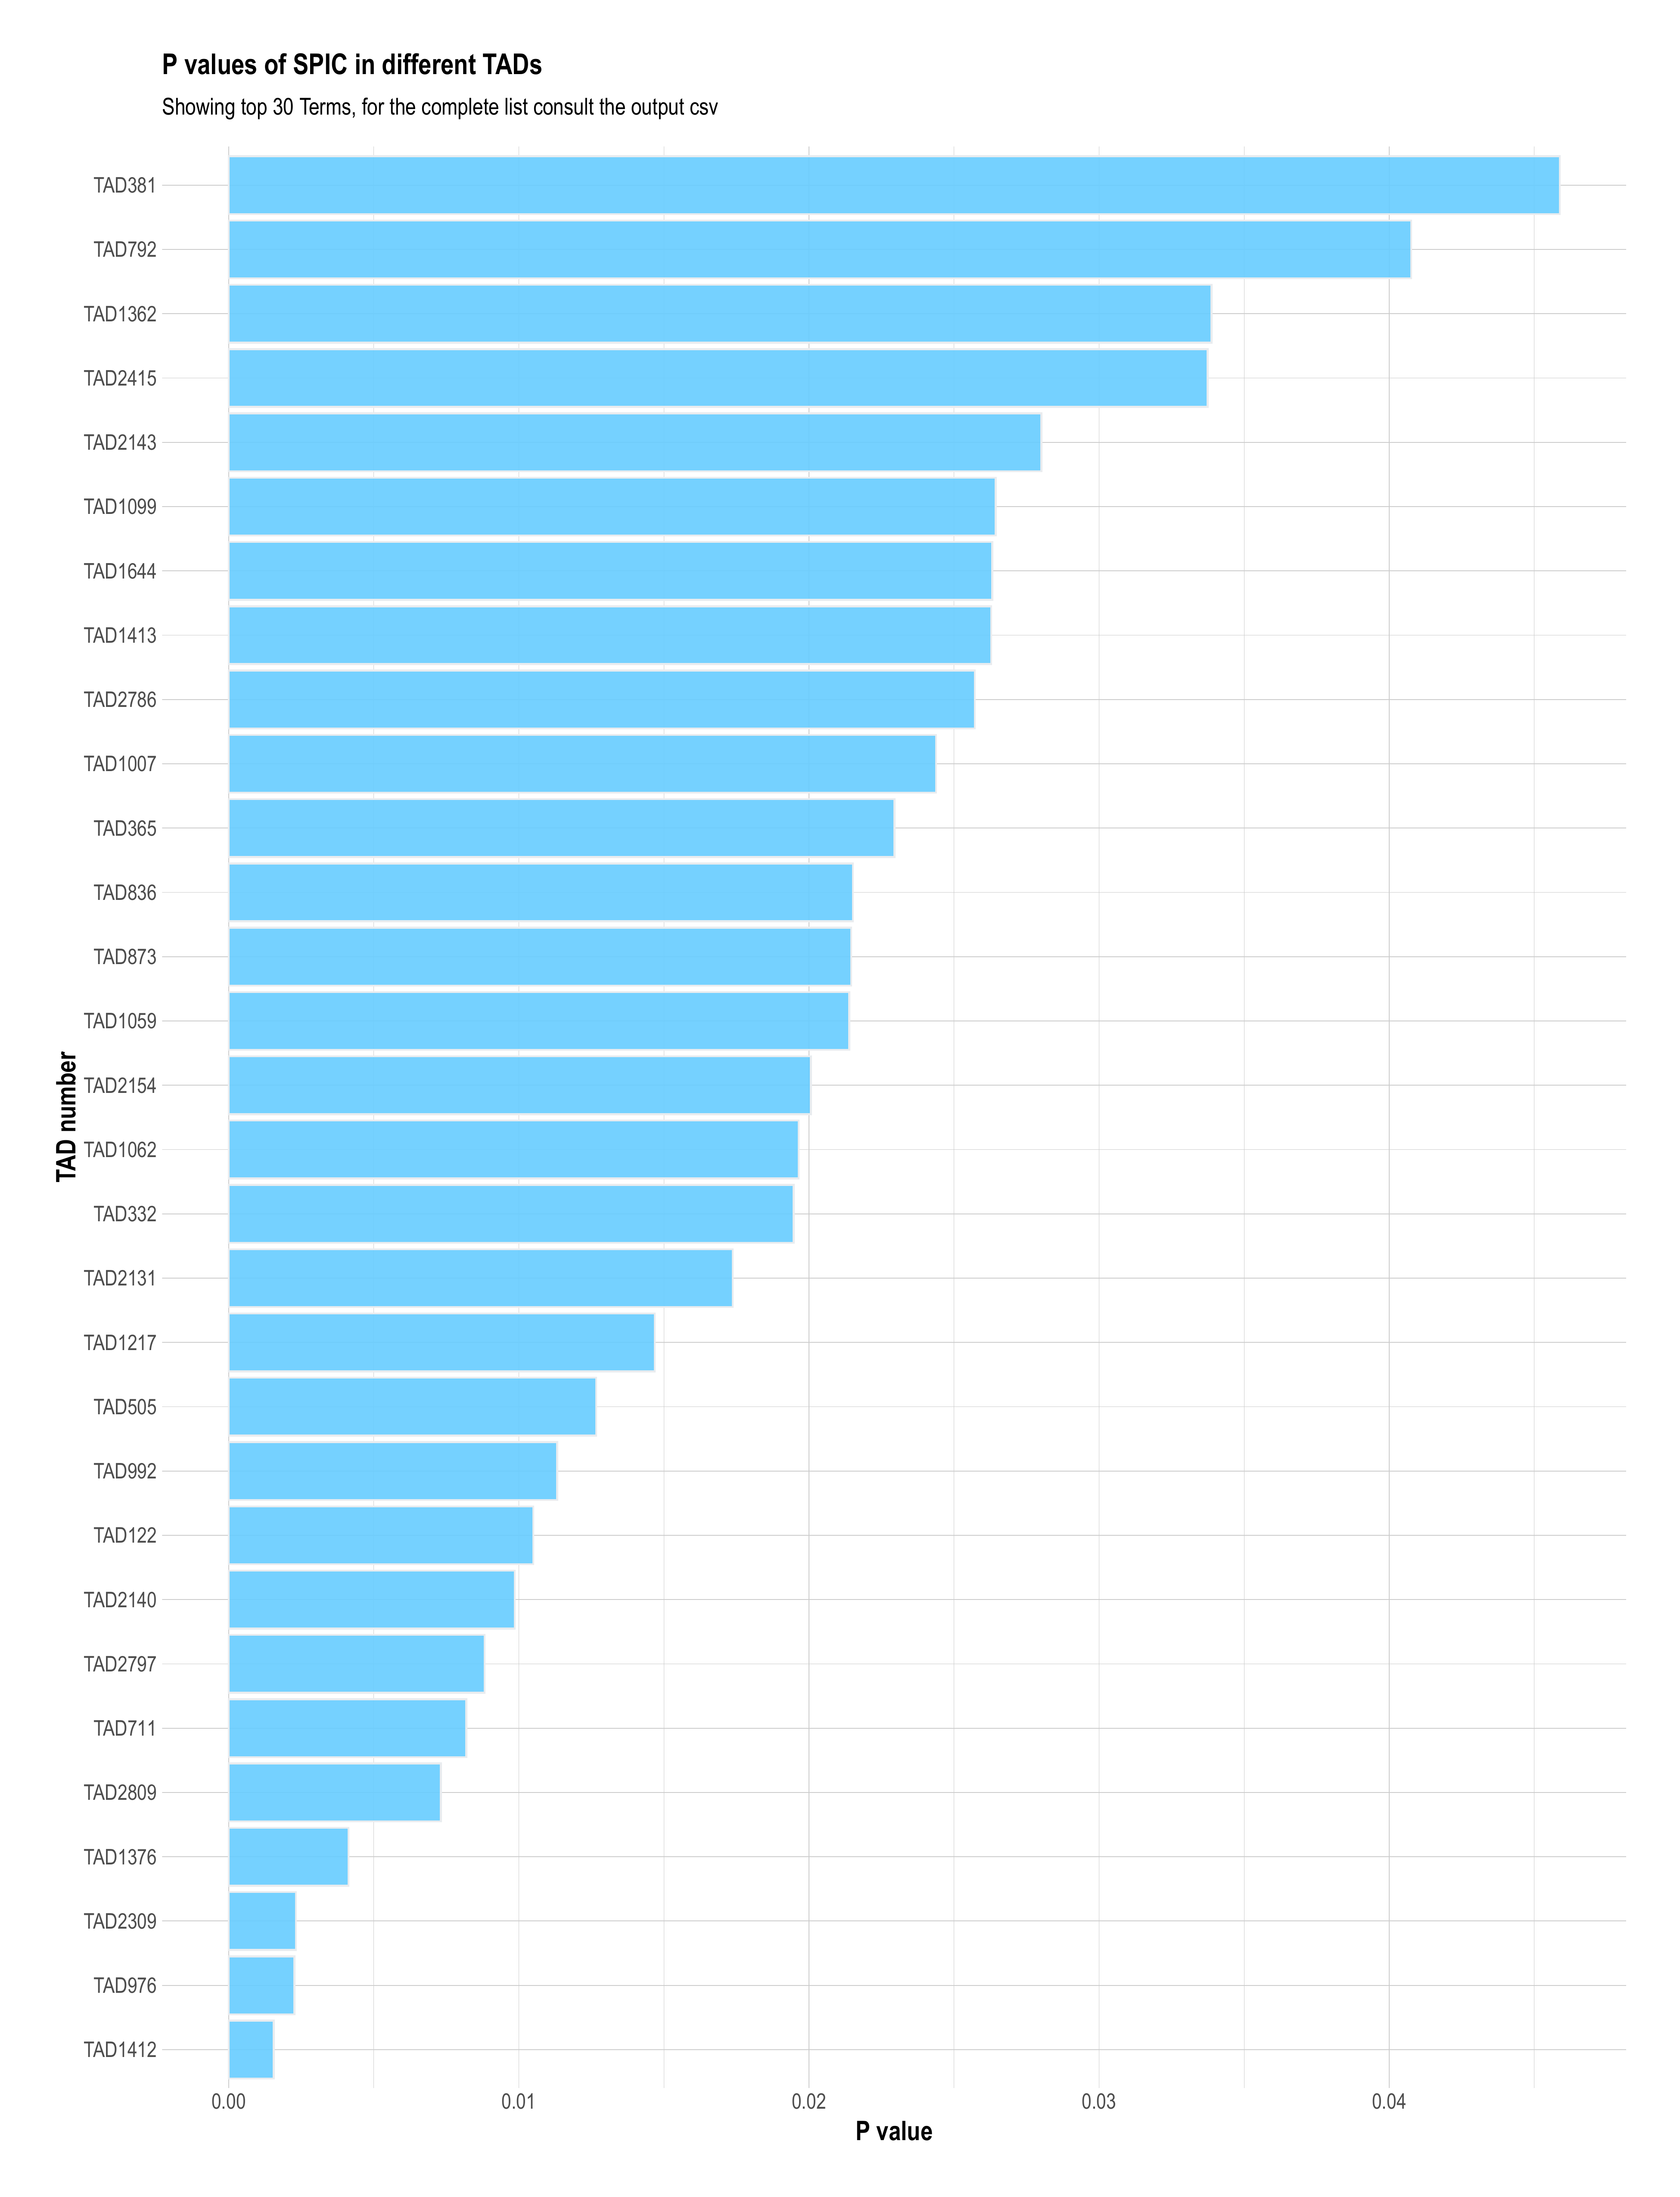 P values of SPIC in different TADs
Showing top 30 Terms, for the complete list consult the output csv
TAD381
TAD792
TAD1362
TAD2415
TAD2143
TAD1099
TAD1644
TAD1413
TAD2786
TAD1007
TAD365
TAD836
TAD873
TAD1059
TAD2154
TAD1062
TAD332
TAD2131
TAD1217
TAD505
TAD992
TAD122
TAD2140
TAD2797
TAD711
TAD2809
TAD1376
TAD2309
TAD976
TAD1412
TAD number
0.00 0.01 0.02 0.03 0.04
P value